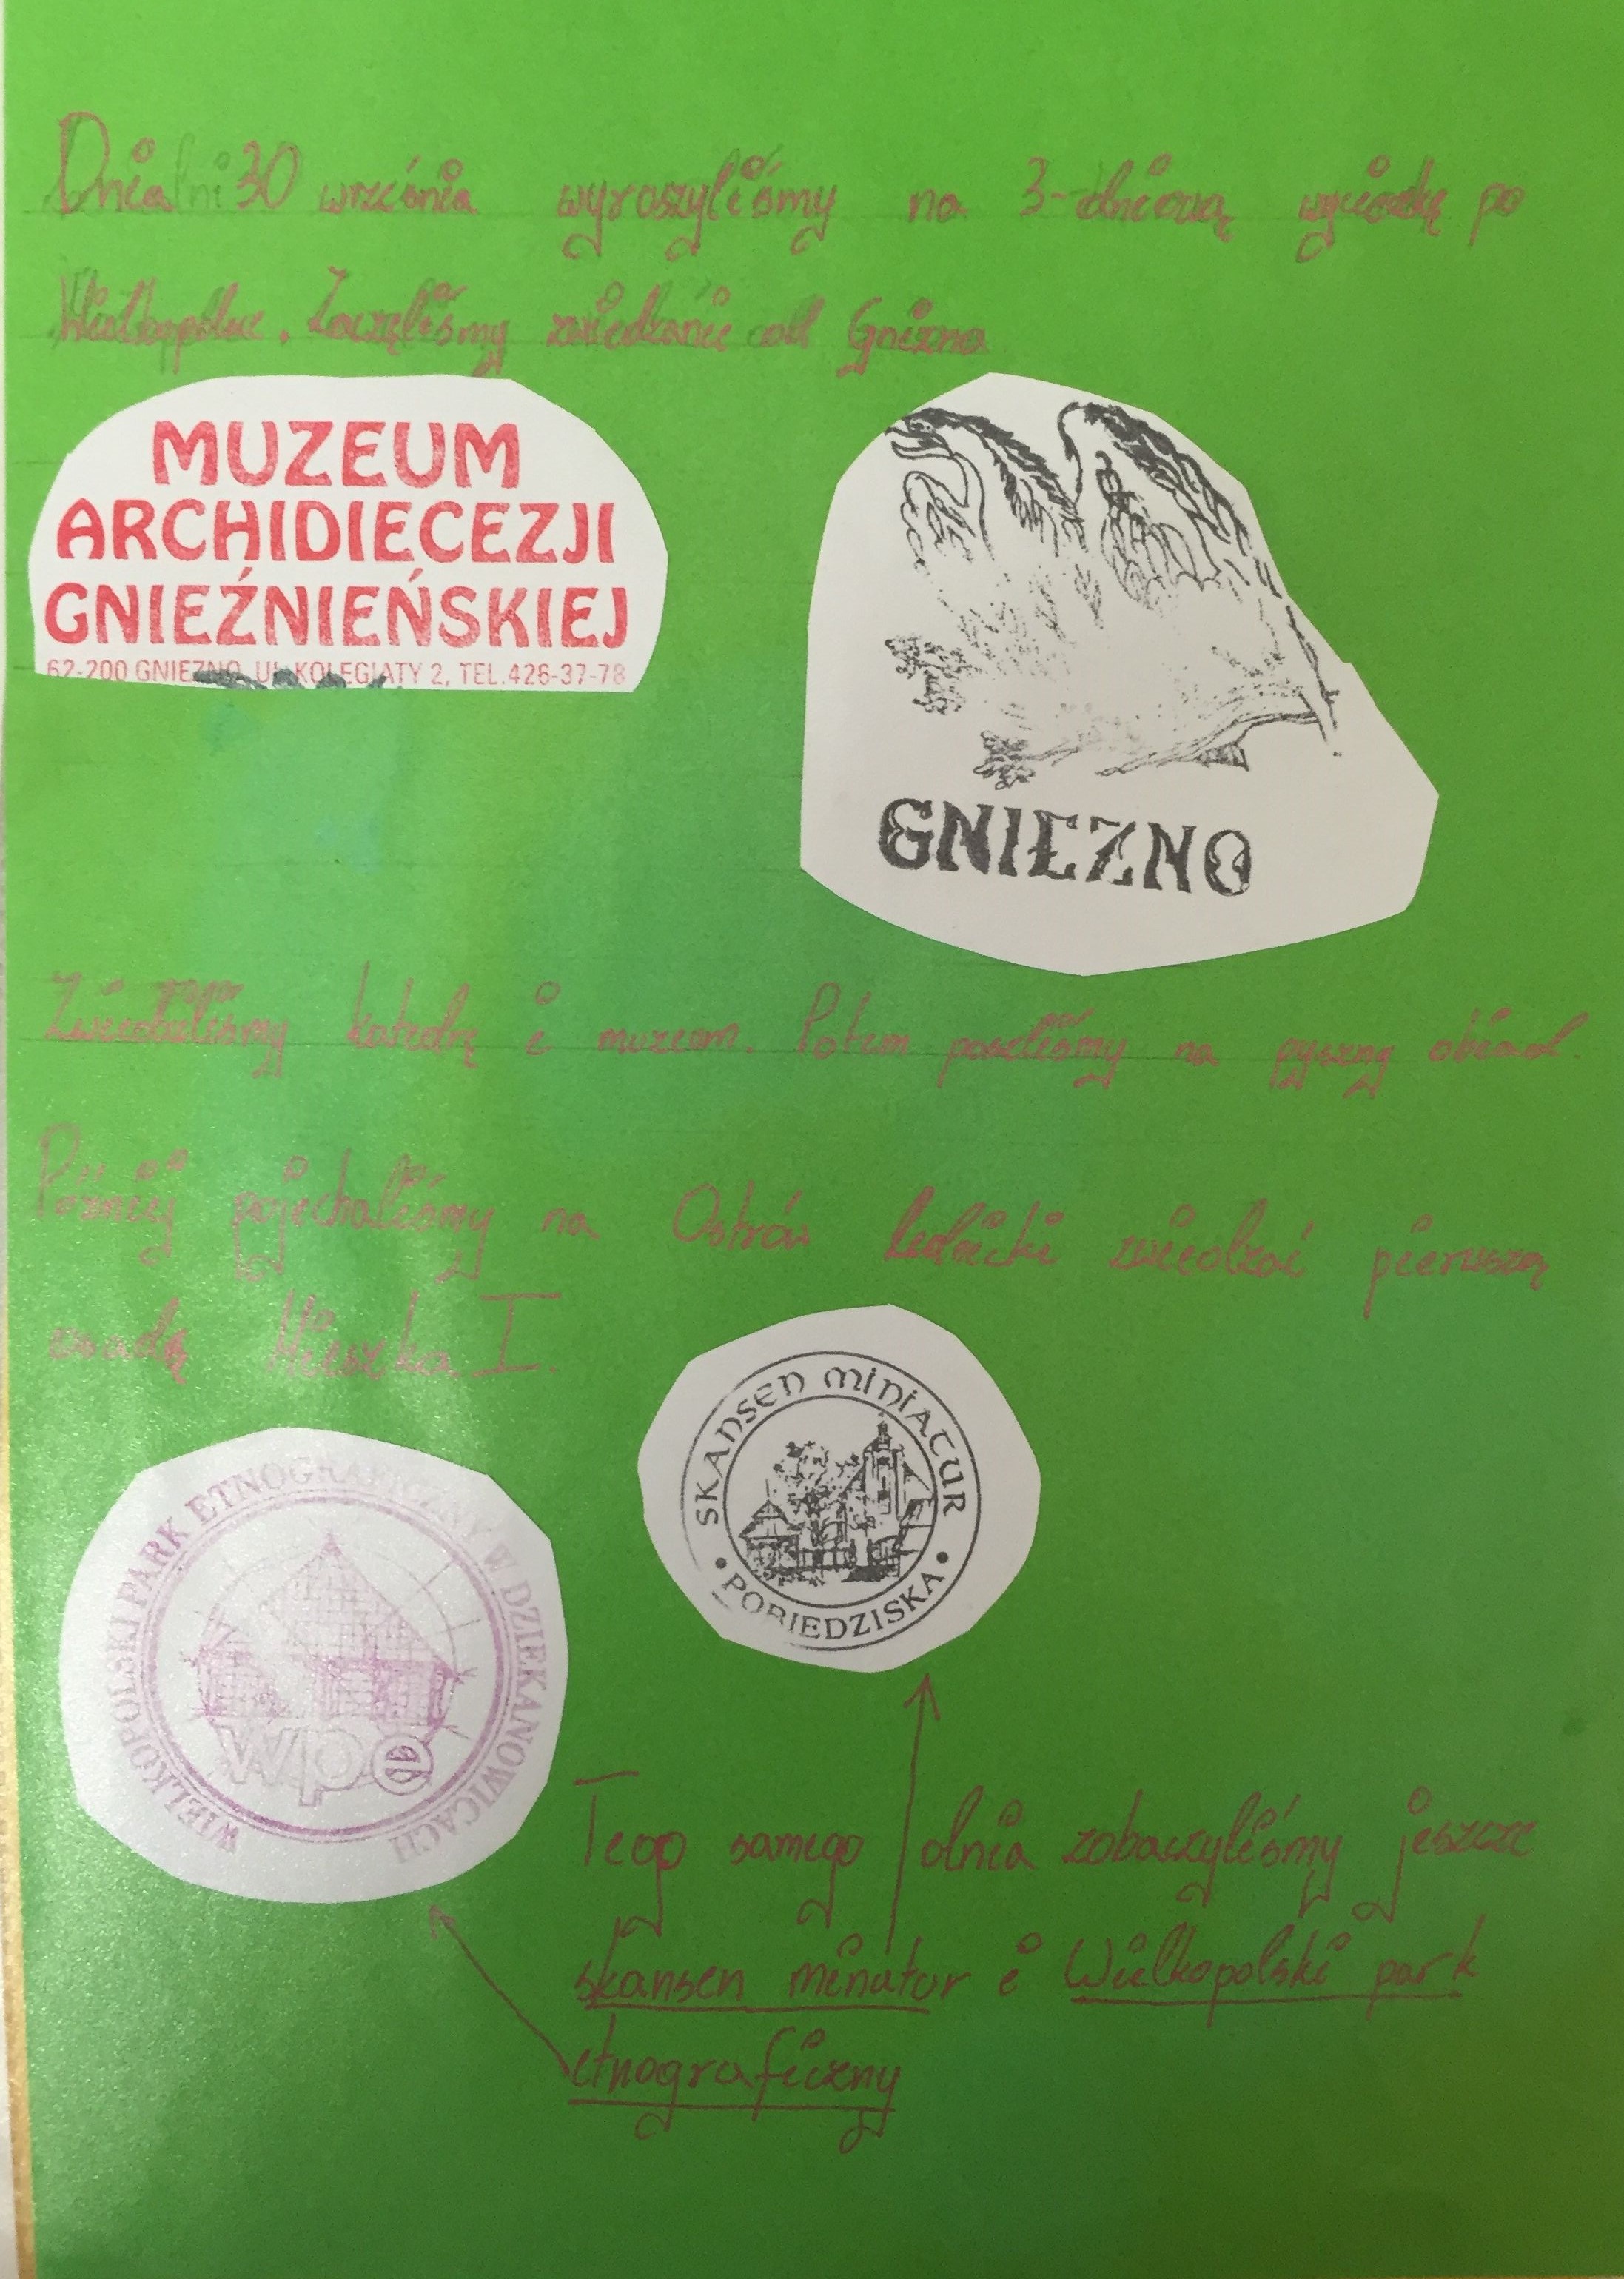 Dnia 30 września wyroszyliśmy na 3-dniową wycieczkę po
Wielkopolsce. Zaczęliśmy zwiedzanie od Gniezna
MUZEUM
ARCHIDIECEZJI
GNIEŹNIEŃSKIEJ
62-200 GNIEZNO, UL. KOLEGIATY 2, TEL.426-37-78
GNIEZNO
Zwiedziliśmy katedrę i muzeum. Potem poszliśmy na pyszny obiad
Później pojechaliśmy na Ostrów Lednicki zwiedzać pierwszą
osadę Mieszka I.
SKANSEN MINIATUR
POBIEDZISKA
WIELKOPOLSKI PARK ETNOGRAFICZNY W DZIEKANOWICACH
wpe
Tego samego dnia zobaczyliśmy jeszcze
skansen minatur i Wielkopolski park
etnograficzny